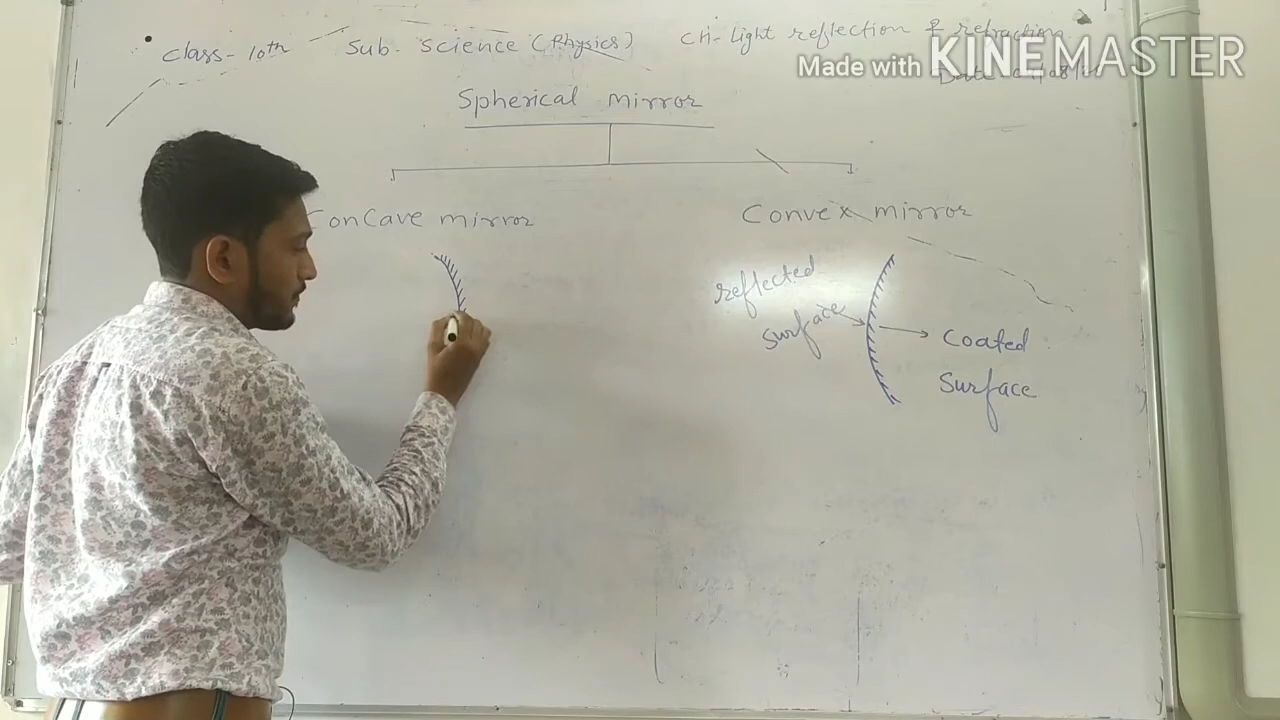 Class- 10th Sub- Science (Physics) CH- Light reflection & refraction
Made with KINEMASTER
Date
Spherical mirror
Concave mirror
Convex mirror
reflected
surface
Coated
Surface